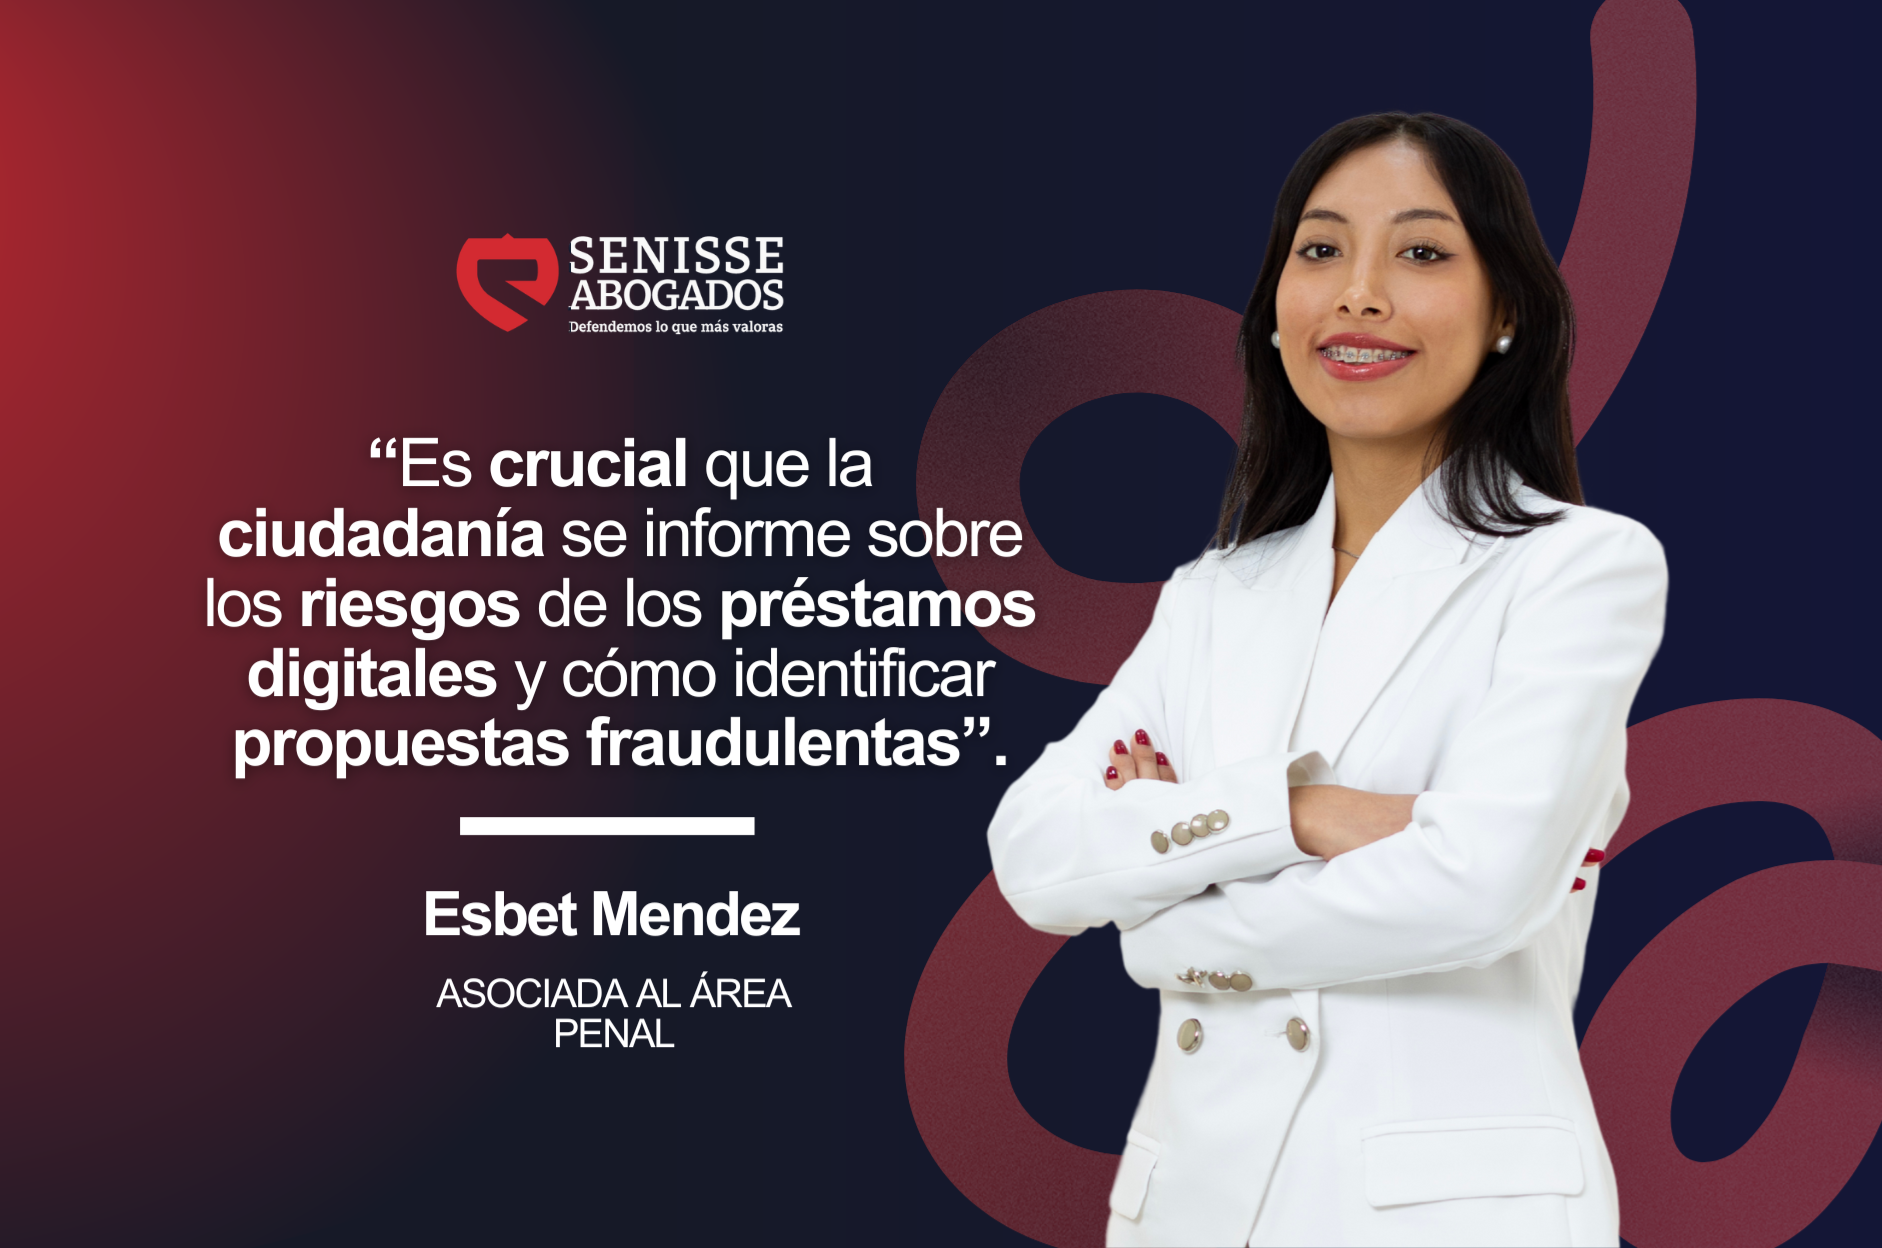 SENISSE
ABOGADOS
Defendemos lo que más valoras
“Es crucial que la
ciudadanía se informe sobre
los riesgos de los préstamos
digitales y cómo identificar
propuestas fraudulentas”.
Esbet Mendez
ASOCIADA AL ÁREA
PENAL